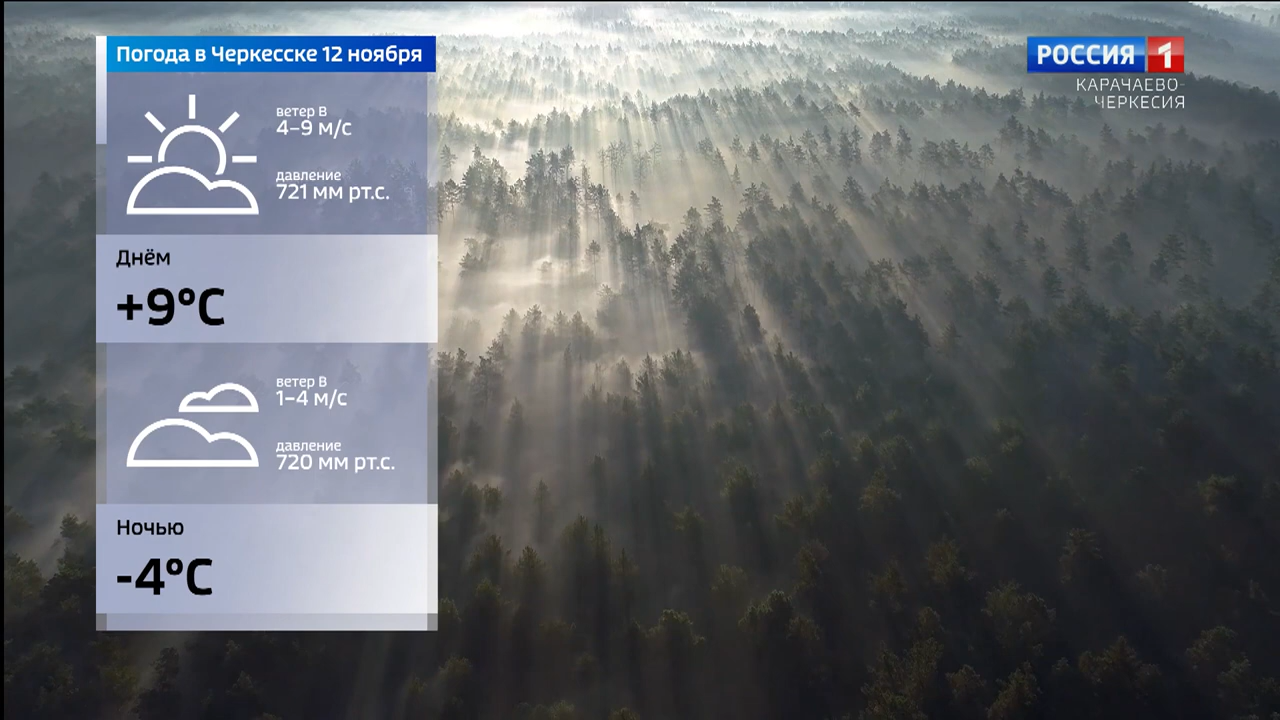 Погода в Черкесске 12 ноября
ветер В
4–9 м/с
давление
721 мм рт.с.
Днём
+9°C
ветер В
1–4 м/с
давление
720 мм рт.с.
Ночью
-4°C
РОССИЯ 1
КАРАЧАЕВО-
ЧЕРКЕСИЯ